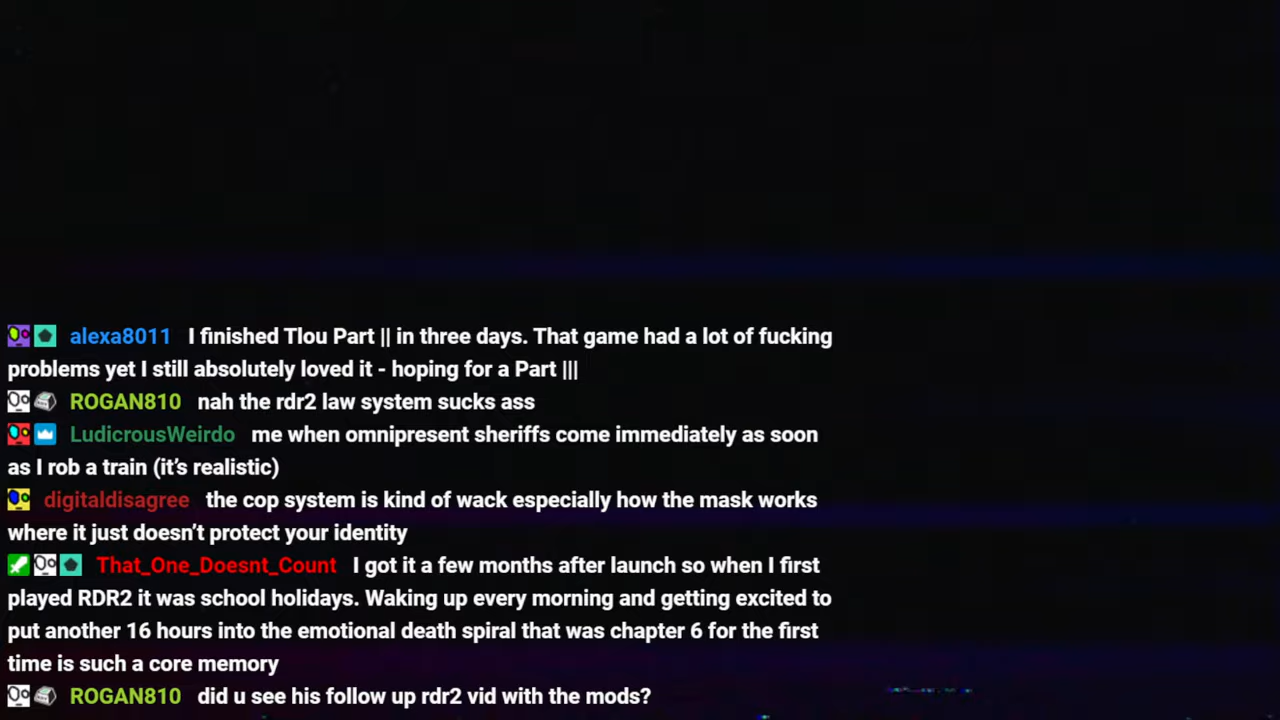 alexa8011 I finished Tlou Part || in three days. That game had a lot of fucking
problems yet I still absolutely loved it - hoping for a Part |||
ROGAN810 nah the rdr2 law system sucks ass
LudicrousWeirdo me when omnipresent sheriffs come immediately as soon
as I rob a train (it’s realistic)
digitaldisagree the cop system is kind of wack especially how the mask works
where it just doesn’t protect your identity
That_One_Doesnt_Count I got it a few months after launch so when I first
played RDR2 it was school holidays. Waking up every morning and getting excited to
put another 16 hours into the emotional death spiral that was chapter 6 for the first
time is such a core memory
ROGAN810 did u see his follow up rdr2 vid with the mods?